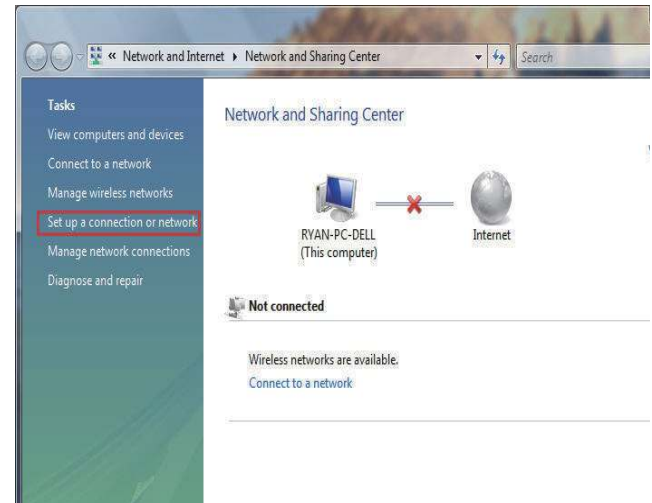 « Network and Internet ▸ Network and Sharing Center
Search
Tasks
View computers and devices
Connect to a network
Manage wireless networks
Set up a connection or network
Manage network connections
Diagnose and repair
Network and Sharing Center
RYAN-PC-DELL
(This computer)
Internet
Not connected
Wireless networks are available.
Connect to a network